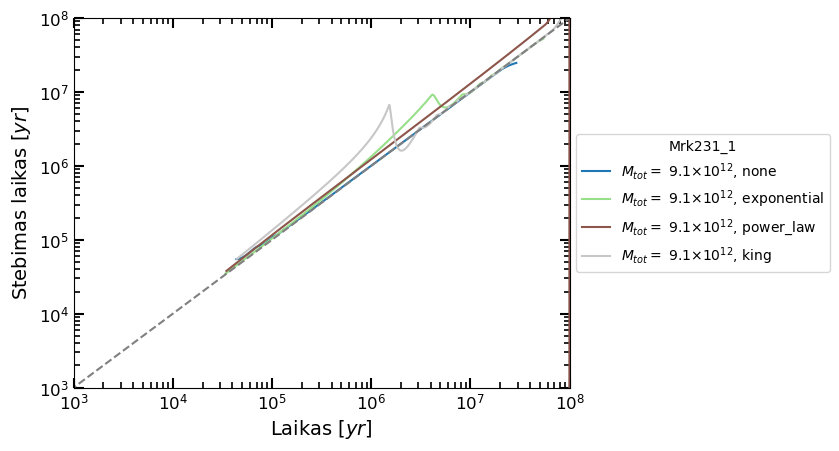 10^8
10^7
10^6
10^5
10^4
10^3
Stebimas laikas [yr]
10^3 10^4 10^5 10^6 10^7 10^8
Laikas [yr]
Mrk231_1
M_tot = 9.1×10^12, none
M_tot = 9.1×10^12, exponential
M_tot = 9.1×10^12, power_law
M_tot = 9.1×10^12, king